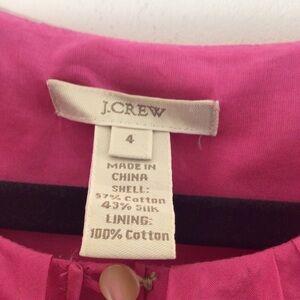 J.CREW
4
MADE IN
CHINA
SHELL:
57% Cotton
43% Silk
LINING:
100% Cotton